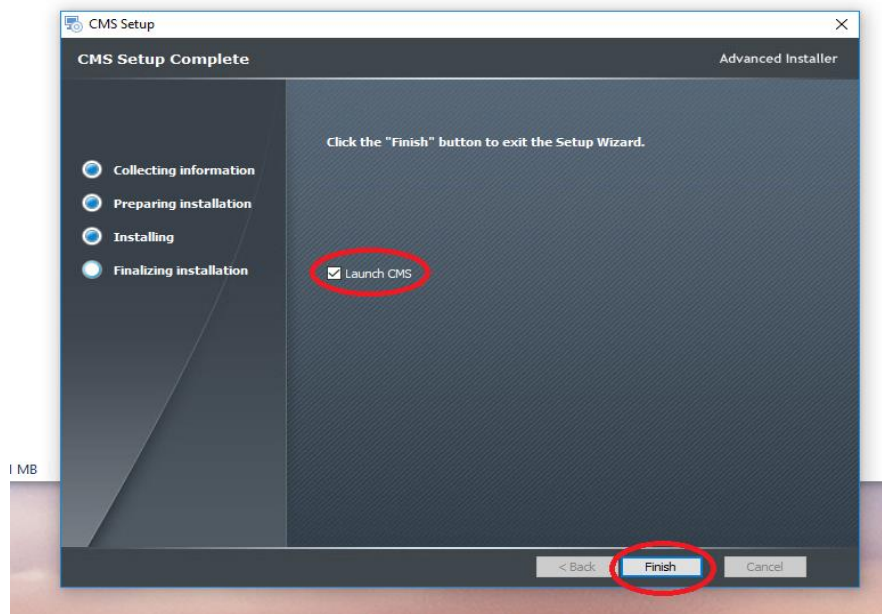 CMS Setup
CMS Setup Complete
Advanced Installer
Click the "Finish" button to exit the Setup Wizard.
Collecting information
Preparing installation
Installing
Finalizing installation
Launch CMS
MB
< Back
Finish
Cancel